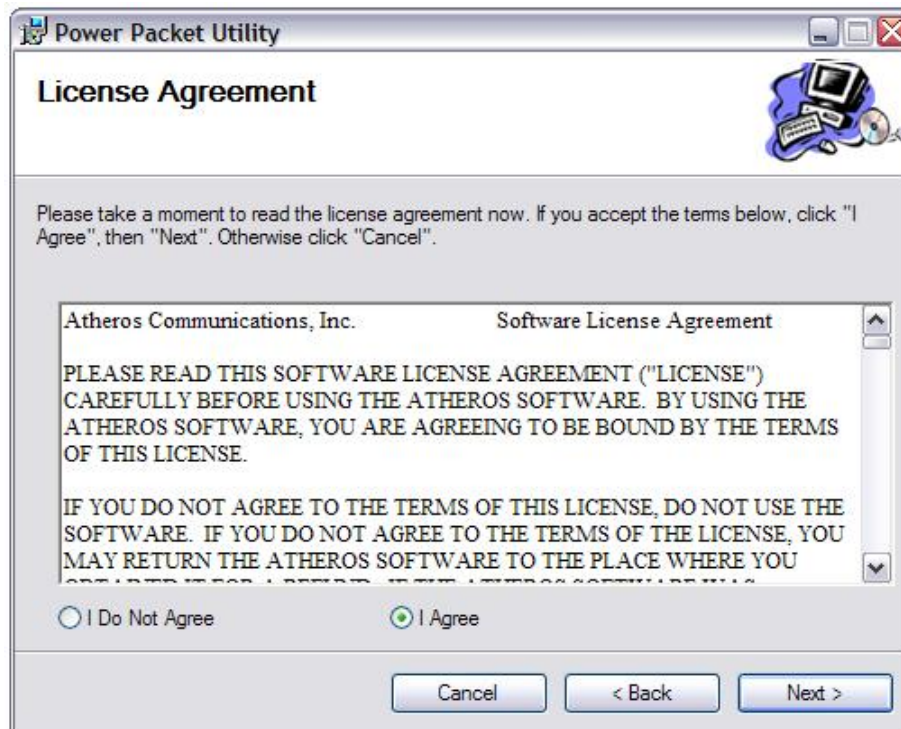 Power Packet Utility
License Agreement
Please take a moment to read the license agreement now. If you accept the terms below, click "I
Agree", then "Next". Otherwise click "Cancel".
Atheros Communications, Inc. Software License Agreement
PLEASE READ THIS SOFTWARE LICENSE AGREEMENT ("LICENSE")
CAREFULLY BEFORE USING THE ATHEROS SOFTWARE. BY USING THE
ATHEROS SOFTWARE, YOU ARE AGREEING TO BE BOUND BY THE TERMS
OF THIS LICENSE.
IF YOU DO NOT AGREE TO THE TERMS OF THIS LICENSE, DO NOT USE THE
SOFTWARE. IF YOU DO NOT AGREE TO THE TERMS OF THE LICENSE, YOU
MAY RETURN THE ATHEROS SOFTWARE TO THE PLACE WHERE YOU
I Do Not Agree I Agree
Cancel < Back Next >